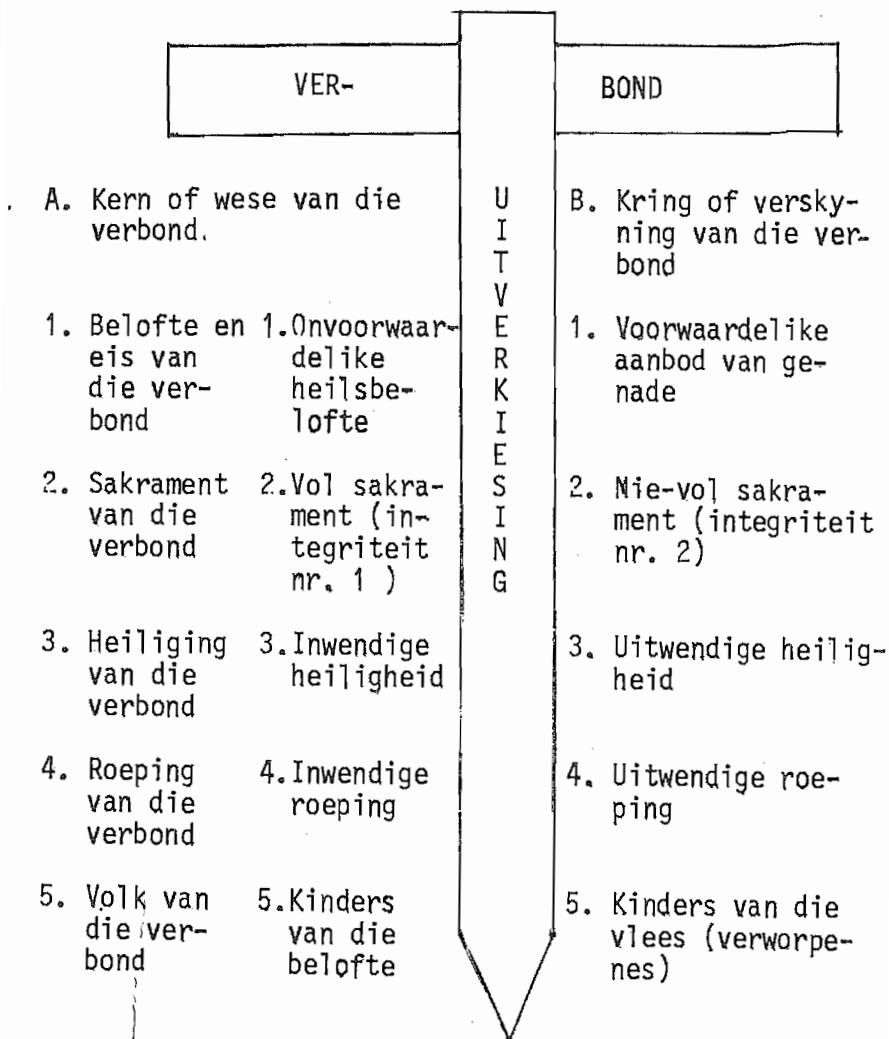 VER- BOND
UITVERKIESING
A. Kern of wese van die
verbond.
B. Kring of versky-
ning van die ver-
bond
1. Belofte en
eis van
die ver-
bond
1.Onvoorwaar-
delike
heilsbe-
lofte
1. Voorwaardelike
aanbod van ge-
nade
2. Sakrament
van die
verbond
2.Vol sakra-
ment (in-
tegriteit
nr. 1 )
2. Nie-vol sakra-
ment (integriteit
nr. 2)
3. Heiliging
van die
verbond
3.Inwendige
heiligheid
3. Uitwendige heilig-
heid
4. Roeping
van die
verbond
4.Inwendige
roeping
4. Uitwendige roe-
ping
5. Volk van
die ver-
bond
5.Kinders
van die
belofte
5. Kinders van die
vlees (verworpe-
nes)